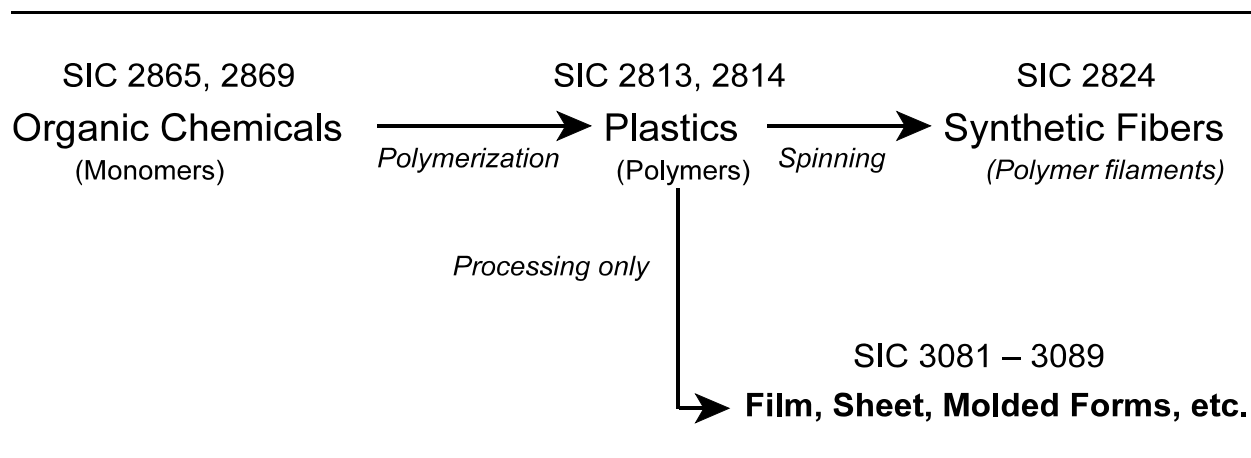 SIC 2865, 2869
Organic Chemicals
(Monomers)
Polymerization
SIC 2813, 2814
Plastics
(Polymers)
Spinning
SIC 2824
Synthetic Fibers
(Polymer filaments)
Processing only
SIC 3081 – 3089
Film, Sheet, Molded Forms, etc.